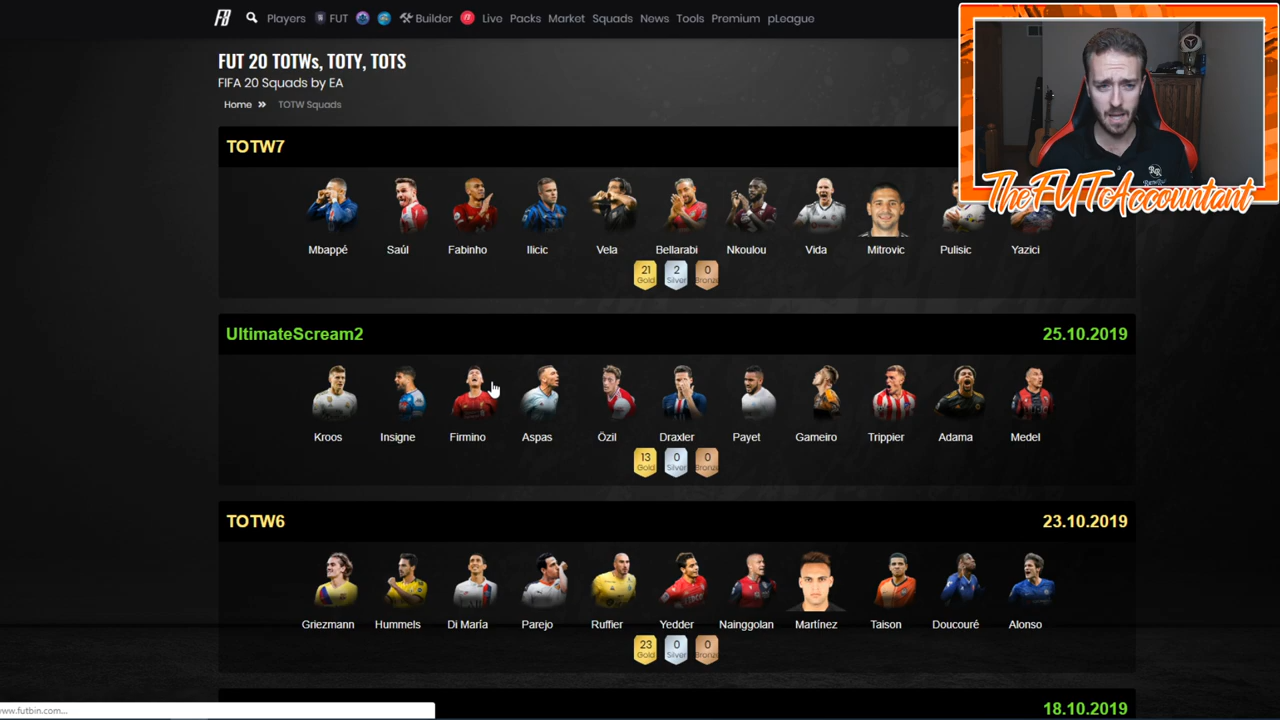 FB Players FUT Builder Live Packs Market Squads News Tools Premium pLeague
FUT 20 TOTWs, TOTY, TOTS
FIFA 20 Squads by EA
Home » TOTW Squads
TheFUTAccountant
TOTW7
Mbappé Saúl Fabinho Ilicic Vela Bellarabi Nkoulou Vida Mitrovic Pulisic Yazici
21 2 0
Gold Silver Bronze
UltimateScream2 25.10.2019
Kroos Insigne Firmino Aspas Özil Draxler Payet Gameiro Trippier Adama Medel
13 0 0
Gold Silver Bronze
TOTW6 23.10.2019
Griezmann Hummels Di María Parejo Ruffier Yedder Nainggolan Martínez Taison Doucouré Alonso
23 0 0
Gold Silver Bronze
18.10.2019
www.futbin.com...